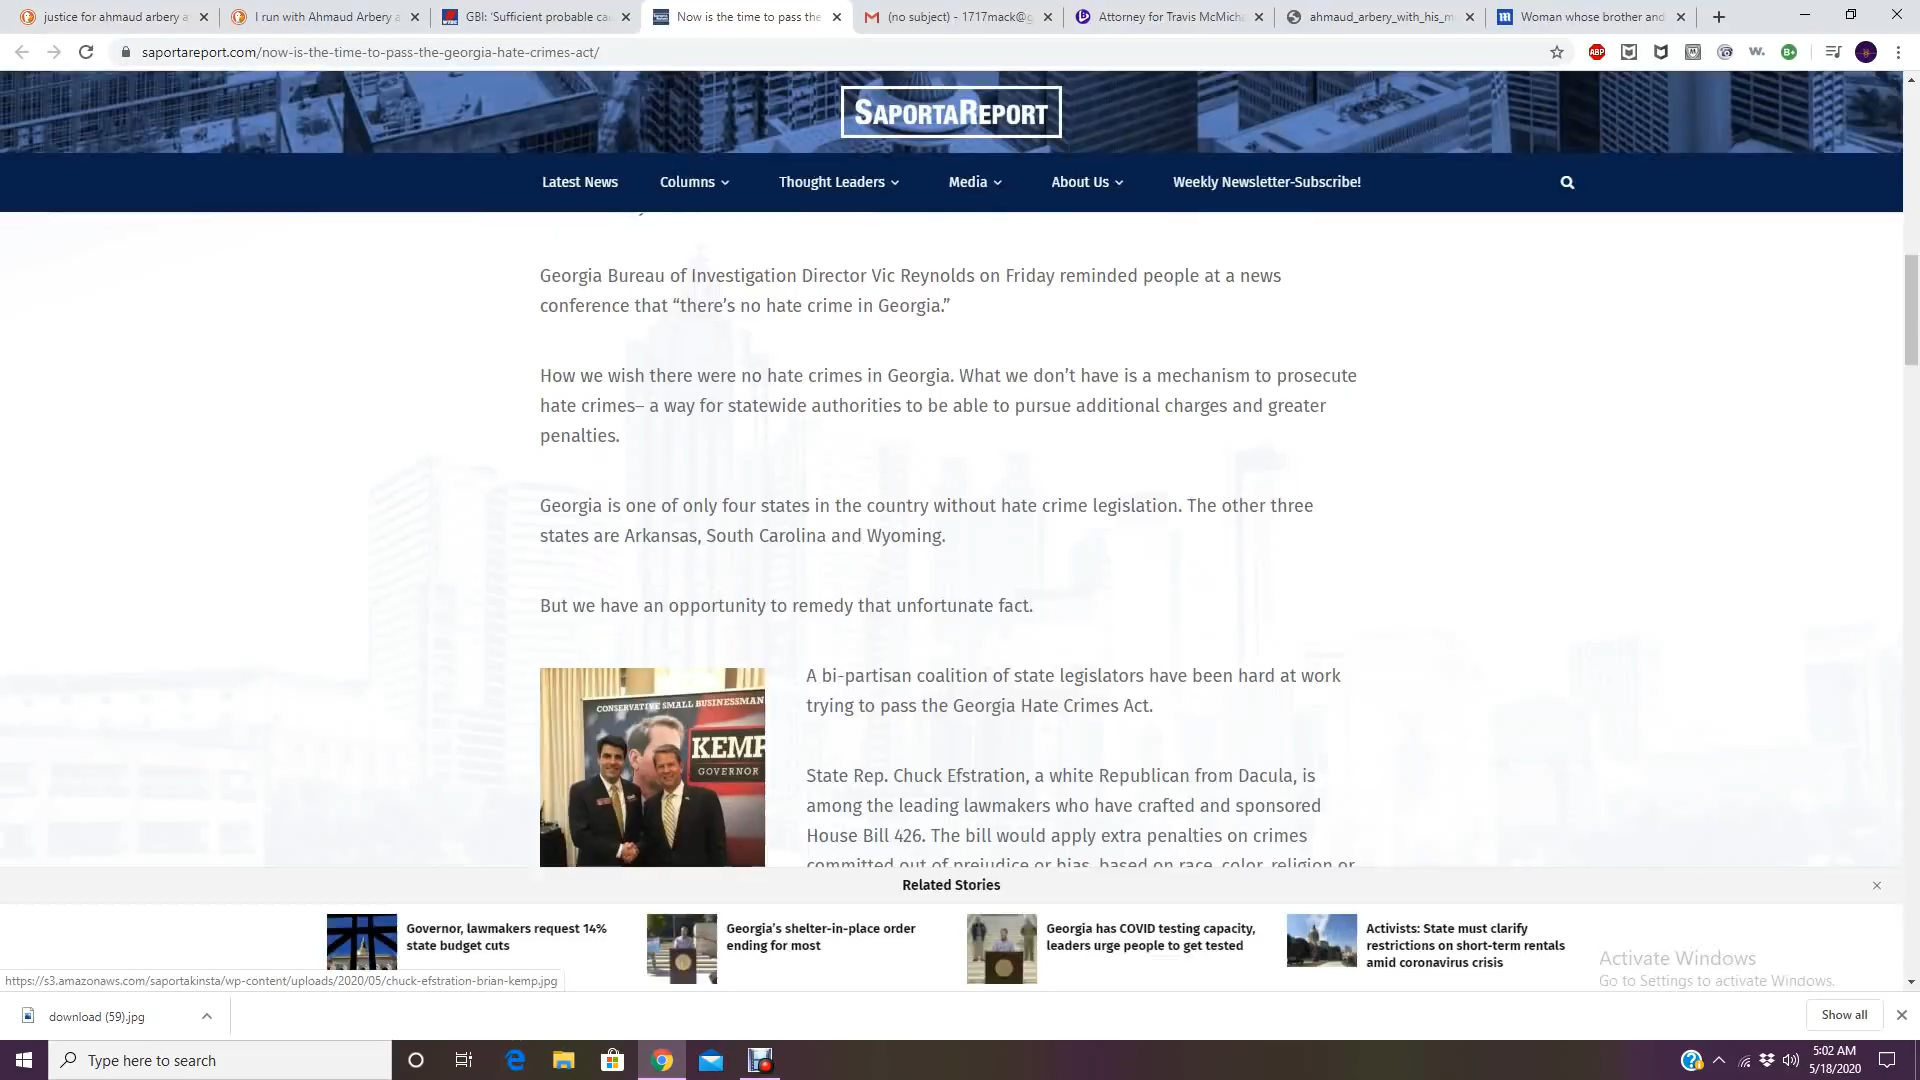 justice for ahmaud arbery a
I run with Ahmaud Arbery a
GBI: 'Sufficient probable ca
Now is the time to pass the
(no subject) - 1717mack@g
Attorney for Travis McMicha
ahmaud_arbery_with_his_m
Woman whose brother and
saportareport.com/now-is-the-time-to-pass-the-georgia-hate-crimes-act/
SAPORTAREPORT
Latest News
Columns
Thought Leaders
Media
About Us
Weekly Newsletter-Subscribe!
Georgia Bureau of Investigation Director Vic Reynolds on Friday reminded people at a news
conference that “there’s no hate crime in Georgia.”
How we wish there were no hate crimes in Georgia. What we don’t have is a mechanism to prosecute
hate crimes– a way for statewide authorities to be able to pursue additional charges and greater
penalties.
Georgia is one of only four states in the country without hate crime legislation. The other three
states are Arkansas, South Carolina and Wyoming.
But we have an opportunity to remedy that unfortunate fact.
CONSERVATIVE SMALL BUSINESSMAN
KEMP
GOVERNOR
A bi-partisan coalition of state legislators have been hard at work
trying to pass the Georgia Hate Crimes Act.
State Rep. Chuck Efstration, a white Republican from Dacula, is
among the leading lawmakers who have crafted and sponsored
House Bill 426. The bill would apply extra penalties on crimes
committed out of prejudice or bias, based on race, color, religion or
Related Stories
Governor, lawmakers request 14%
state budget cuts
Georgia’s shelter-in-place order
ending for most
Georgia has COVID testing capacity,
leaders urge people to get tested
Activists: State must clarify
restrictions on short-term rentals
amid coronavirus crisis
Activate Windows
Go to Settings to activate Windows.
https://s3.amazonaws.com/saportakinsta/wp-content/uploads/2020/05/chuck-efstration-brian-kemp.jpg
download (59).jpg
Show all
Type here to search
5:02 AM
5/18/2020